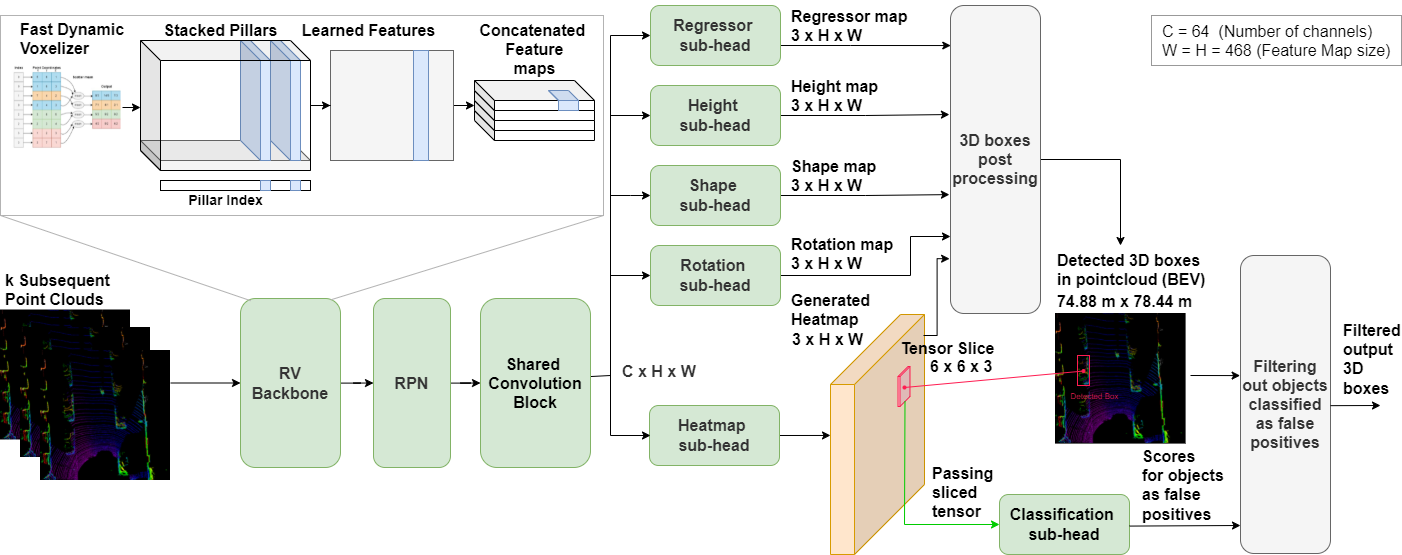 Fast Dynamic
Voxelizer
Stacked Pillars
Learned Features
Concatenated
Feature
maps
Output
Pillar Index
k Subsequent
Point Clouds
RV
Backbone
RPN
Shared
Convolution
Block
C x H x W
Regressor
sub-head
Height
sub-head
Shape
sub-head
Rotation
sub-head
Heatmap
sub-head
Regressor map
3 x H x W
Height map
3 x H x W
Shape map
3 x H x W
Rotation map
3 x H x W
Generated
Heatmap
3 x H x W
Tensor Slice
6 x 6 x 3
Passing
sliced
tensor
Classification
sub-head
3D boxes
post
processing
C = 64 (Number of channels)
W = H = 468 (Feature Map size)
Detected 3D boxes
in pointcloud (BEV)
74.88 m x 78.44 m
Detected Box
Scores
for objects
as false
positives
Filtering
out objects
classified
as false
positives
Filtered
output
3D
boxes